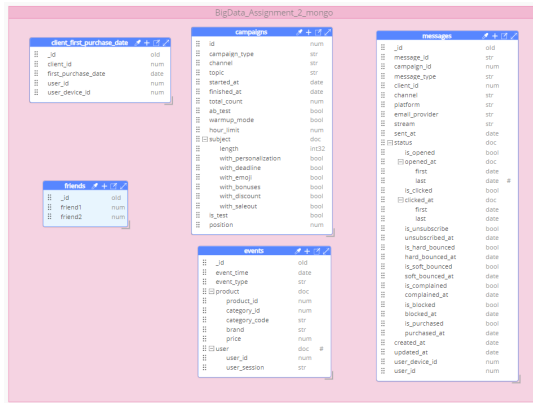 BigData_Assignment_2_mongo
client_first_purchase_date
_id oId
client_id num
first_purchase_date date
user_id num
user_device_id num
friends
_id oId
friend1 num
friend2 num
campaigns
id num
campaign_type str
channel str
topic str
started_at date
finished_at date
total_count num
ab_test bool
warmup_mode bool
hour_limit num
subject doc
length int32
with_personalization bool
with_deadline bool
with_emoji bool
with_bonuses bool
with_discount bool
with_saleout bool
is_test bool
position num
events
_id oId
event_time date
event_type str
product doc
product_id num
category_id num
category_code str
brand str
price num
user doc #
user_id num
user_session str
messages
_id oId
message_id str
campaign_id num
message_type str
client_id num
channel str
platform str
email_provider str
stream str
sent_at date
status doc
is_opened bool
opened_at doc
first date
last date #
is_clicked bool
clicked_at doc
first date
last date
is_unsubscribe bool
unsubscribed_at date
is_hard_bounced bool
hard_bounced_at date
is_soft_bounced bool
soft_bounced_at date
is_complained bool
complained_at date
is_blocked bool
blocked_at date
is_purchased bool
purchased_at date
created_at date
updated_at date
user_device_id num
user_id num